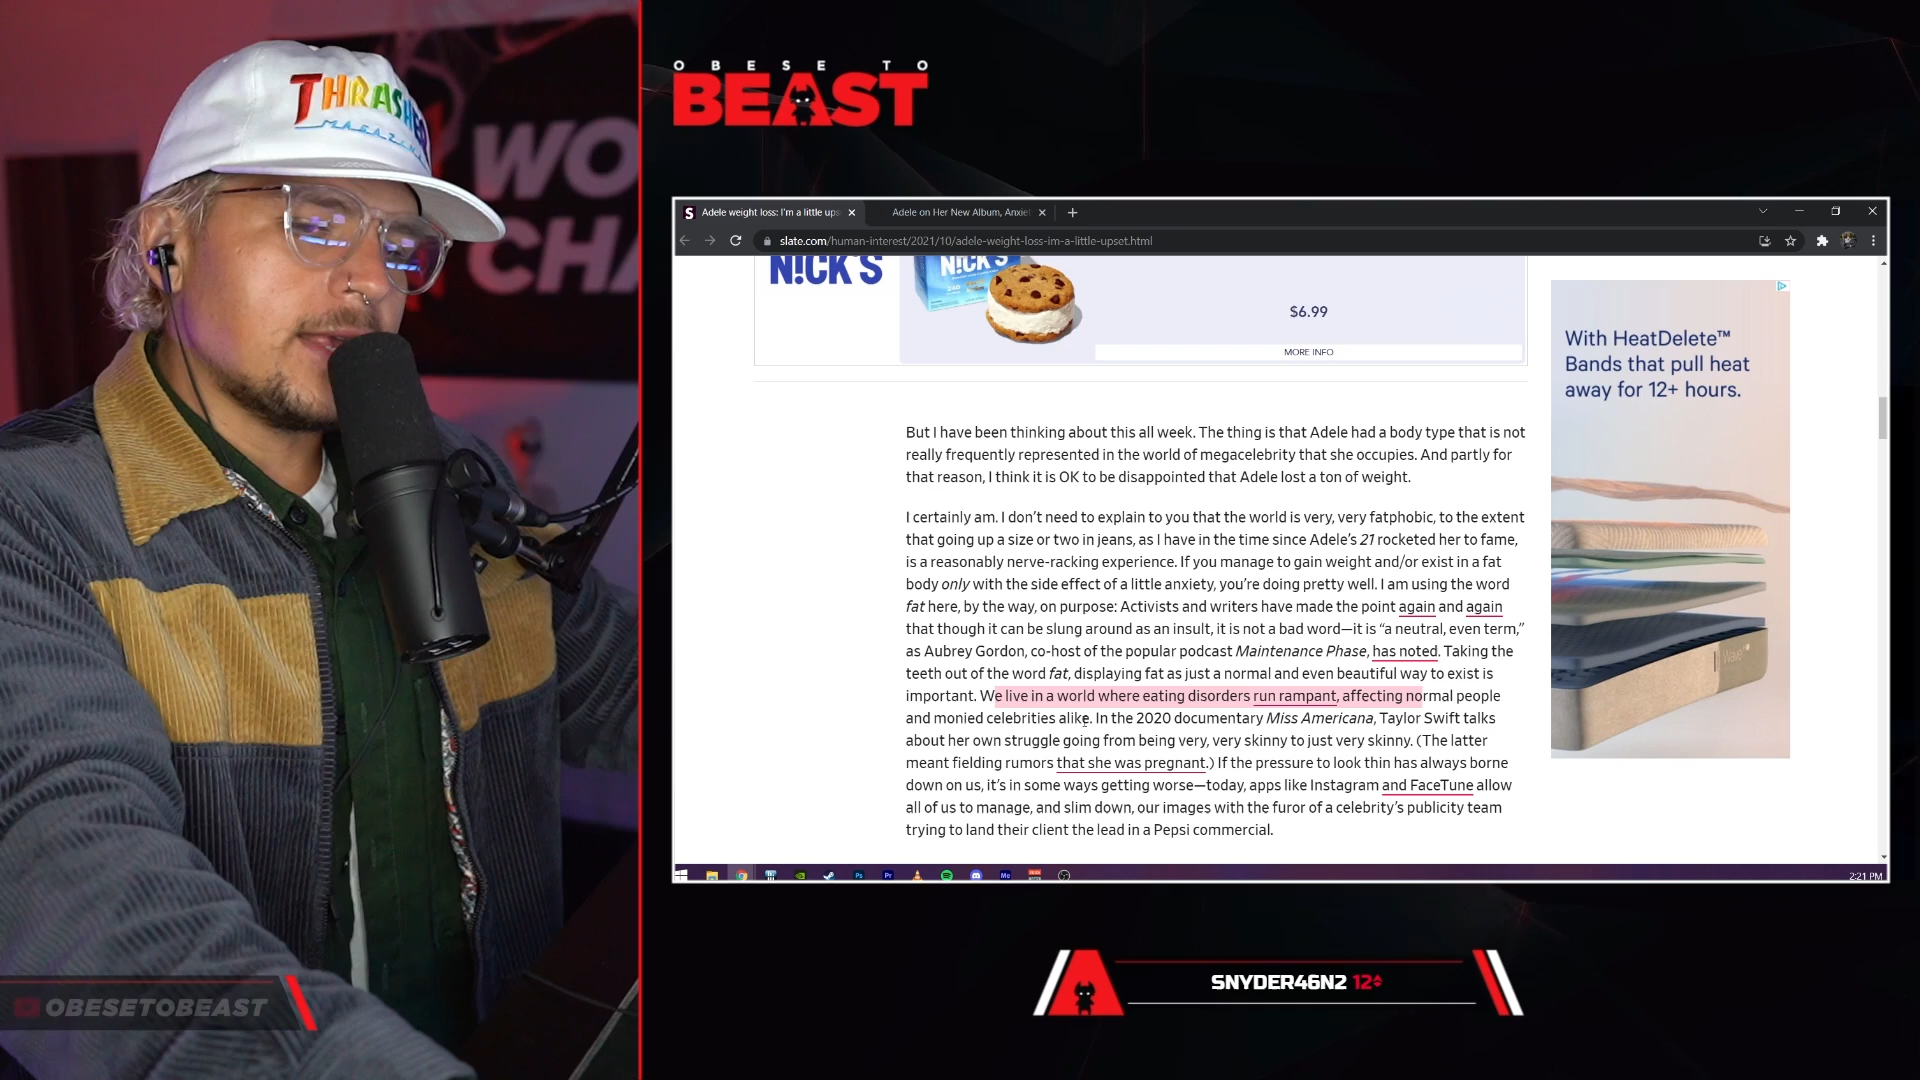 THRASHER
MAGAZINE
WO
CHA
OBESETOBEAST
OBESE TO
BEAST
Adele weight loss: I'm a little ups
Adele on Her New Album, Anxiet
slate.com/human-interest/2021/10/adele-weight-loss-im-a-little-upset.html
N!CK'S
N!CK'S
$6.99
MORE INFO
With HeatDelete™
Bands that pull heat
away for 12+ hours.
Wave
But I have been thinking about this all week. The thing is that Adele had a body type that is not
really frequently represented in the world of megacelebrity that she occupies. And partly for
that reason, I think it is OK to be disappointed that Adele lost a ton of weight.
I certainly am. I don't need to explain to you that the world is very, very fatphobic, to the extent
that going up a size or two in jeans, as I have in the time since Adele's 21 rocketed her to fame,
is a reasonably nerve-racking experience. If you manage to gain weight and/or exist in a fat
body only with the side effect of a little anxiety, you're doing pretty well. I am using the word
fat here, by the way, on purpose: Activists and writers have made the point again and again
that though it can be slung around as an insult, it is not a bad word—it is “a neutral, even term,”
as Aubrey Gordon, co-host of the popular podcast Maintenance Phase, has noted. Taking the
teeth out of the word fat, displaying fat as just a normal and even beautiful way to exist is
important. We live in a world where eating disorders run rampant, affecting normal people
and monied celebrities alike. In the 2020 documentary Miss Americana, Taylor Swift talks
about her own struggle going from being very, very skinny to just very skinny. (The latter
meant fielding rumors that she was pregnant.) If the pressure to look thin has always borne
down on us, it's in some ways getting worse—today, apps like Instagram and FaceTune allow
all of us to manage, and slim down, our images with the furor of a celebrity's publicity team
trying to land their client the lead in a Pepsi commercial.
Ps
Pr
Me
2:21 PM
SNYDER46N2 12